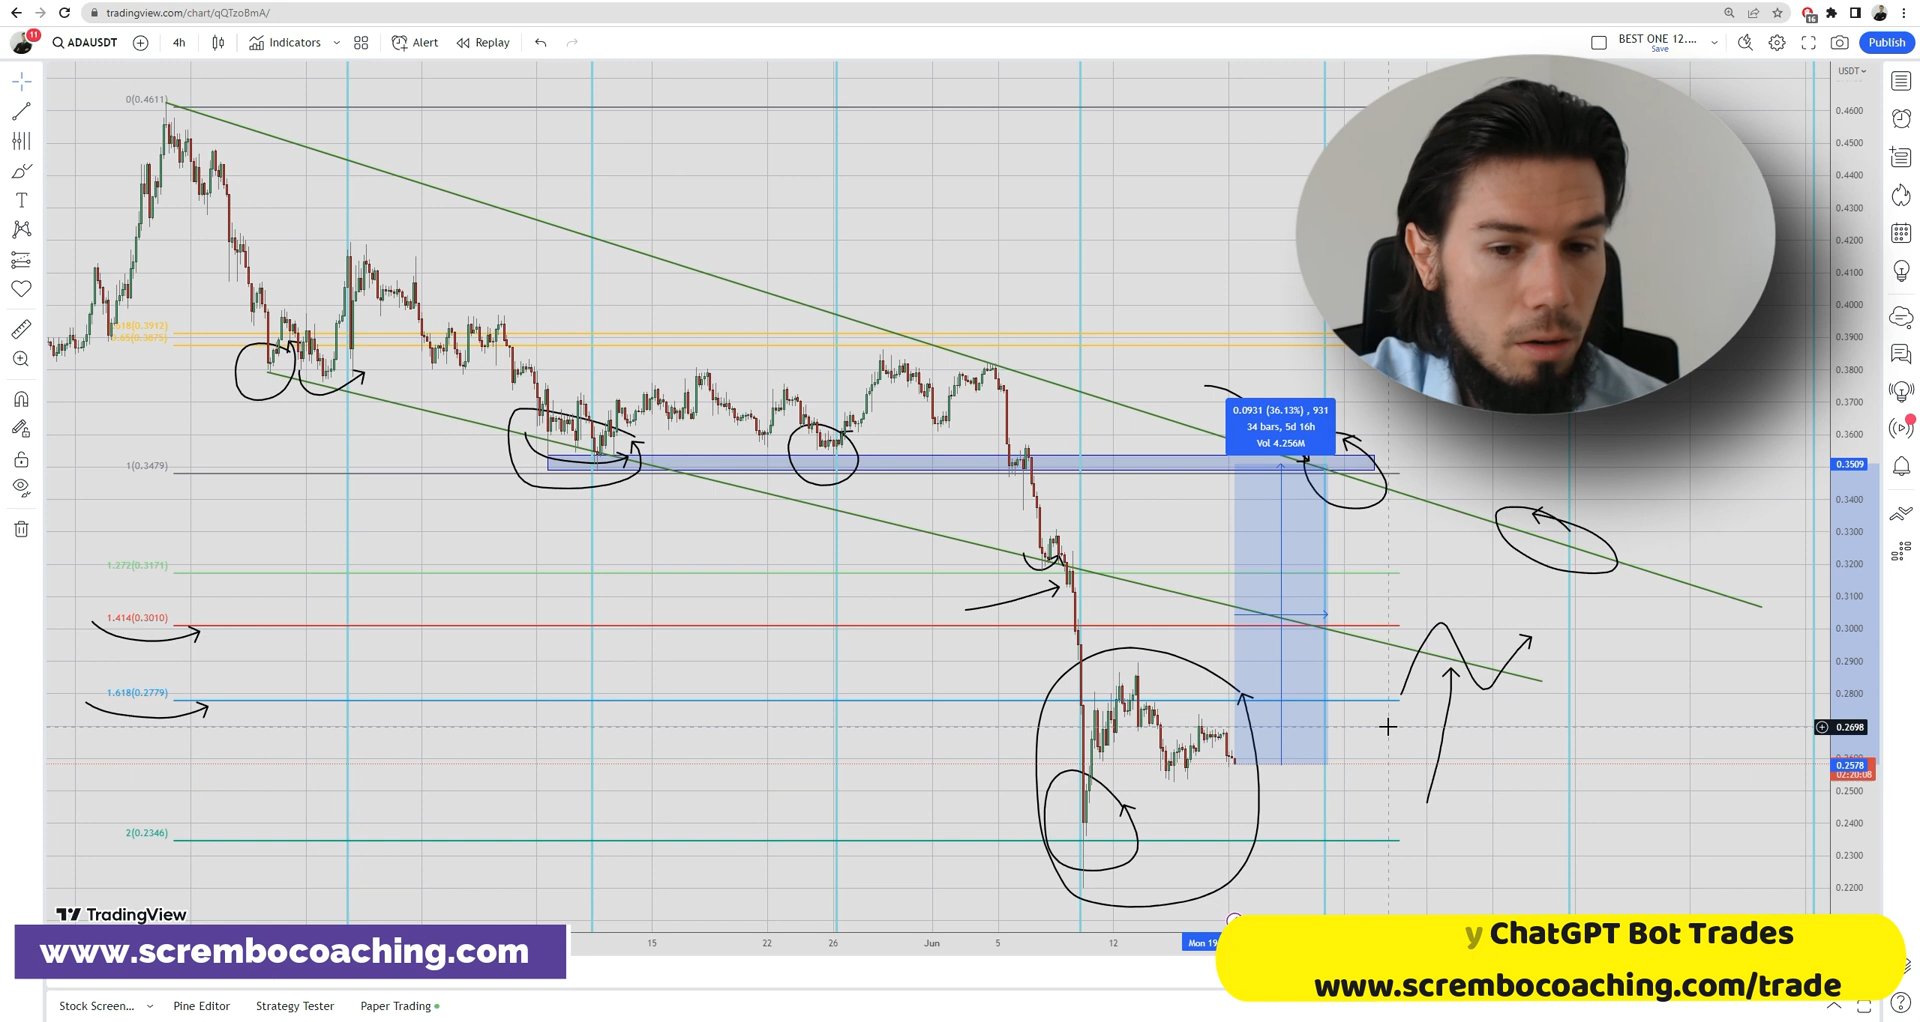 tradingview.com/chart/qQTzoBmA/
16
11
ADAUSDT
4h
Indicators
Alert
Replay
BEST ONE 12....
Save
Publish
USDT
0(0.4611)
0.4600
0.4500
0.4400
0.4300
0.4200
0.4100
0.4000
0.3900
0.3800
0.3700
0.3600
0.3509
0.3400
0.3300
0.3200
0.3100
0.3000
0.2900
0.2800
0.2698
0.2578
02:20:08
0.2500
0.2400
0.2300
0.2200
0.0931 (36.13%) , 931
34 bars, 5d 16h
Vol 4.256M
1(0.3479)
1.272(0.3171)
1.414(0.3010)
1.618(0.2779)
2(0.2346)
TradingView
15
22
26
Jun
5
12
Mon 19
www.scrembocoaching.com
y ChatGPT Bot Trades
www.scrembocoaching.com/trade
Stock Screen...
Pine Editor
Strategy Tester
Paper Trading